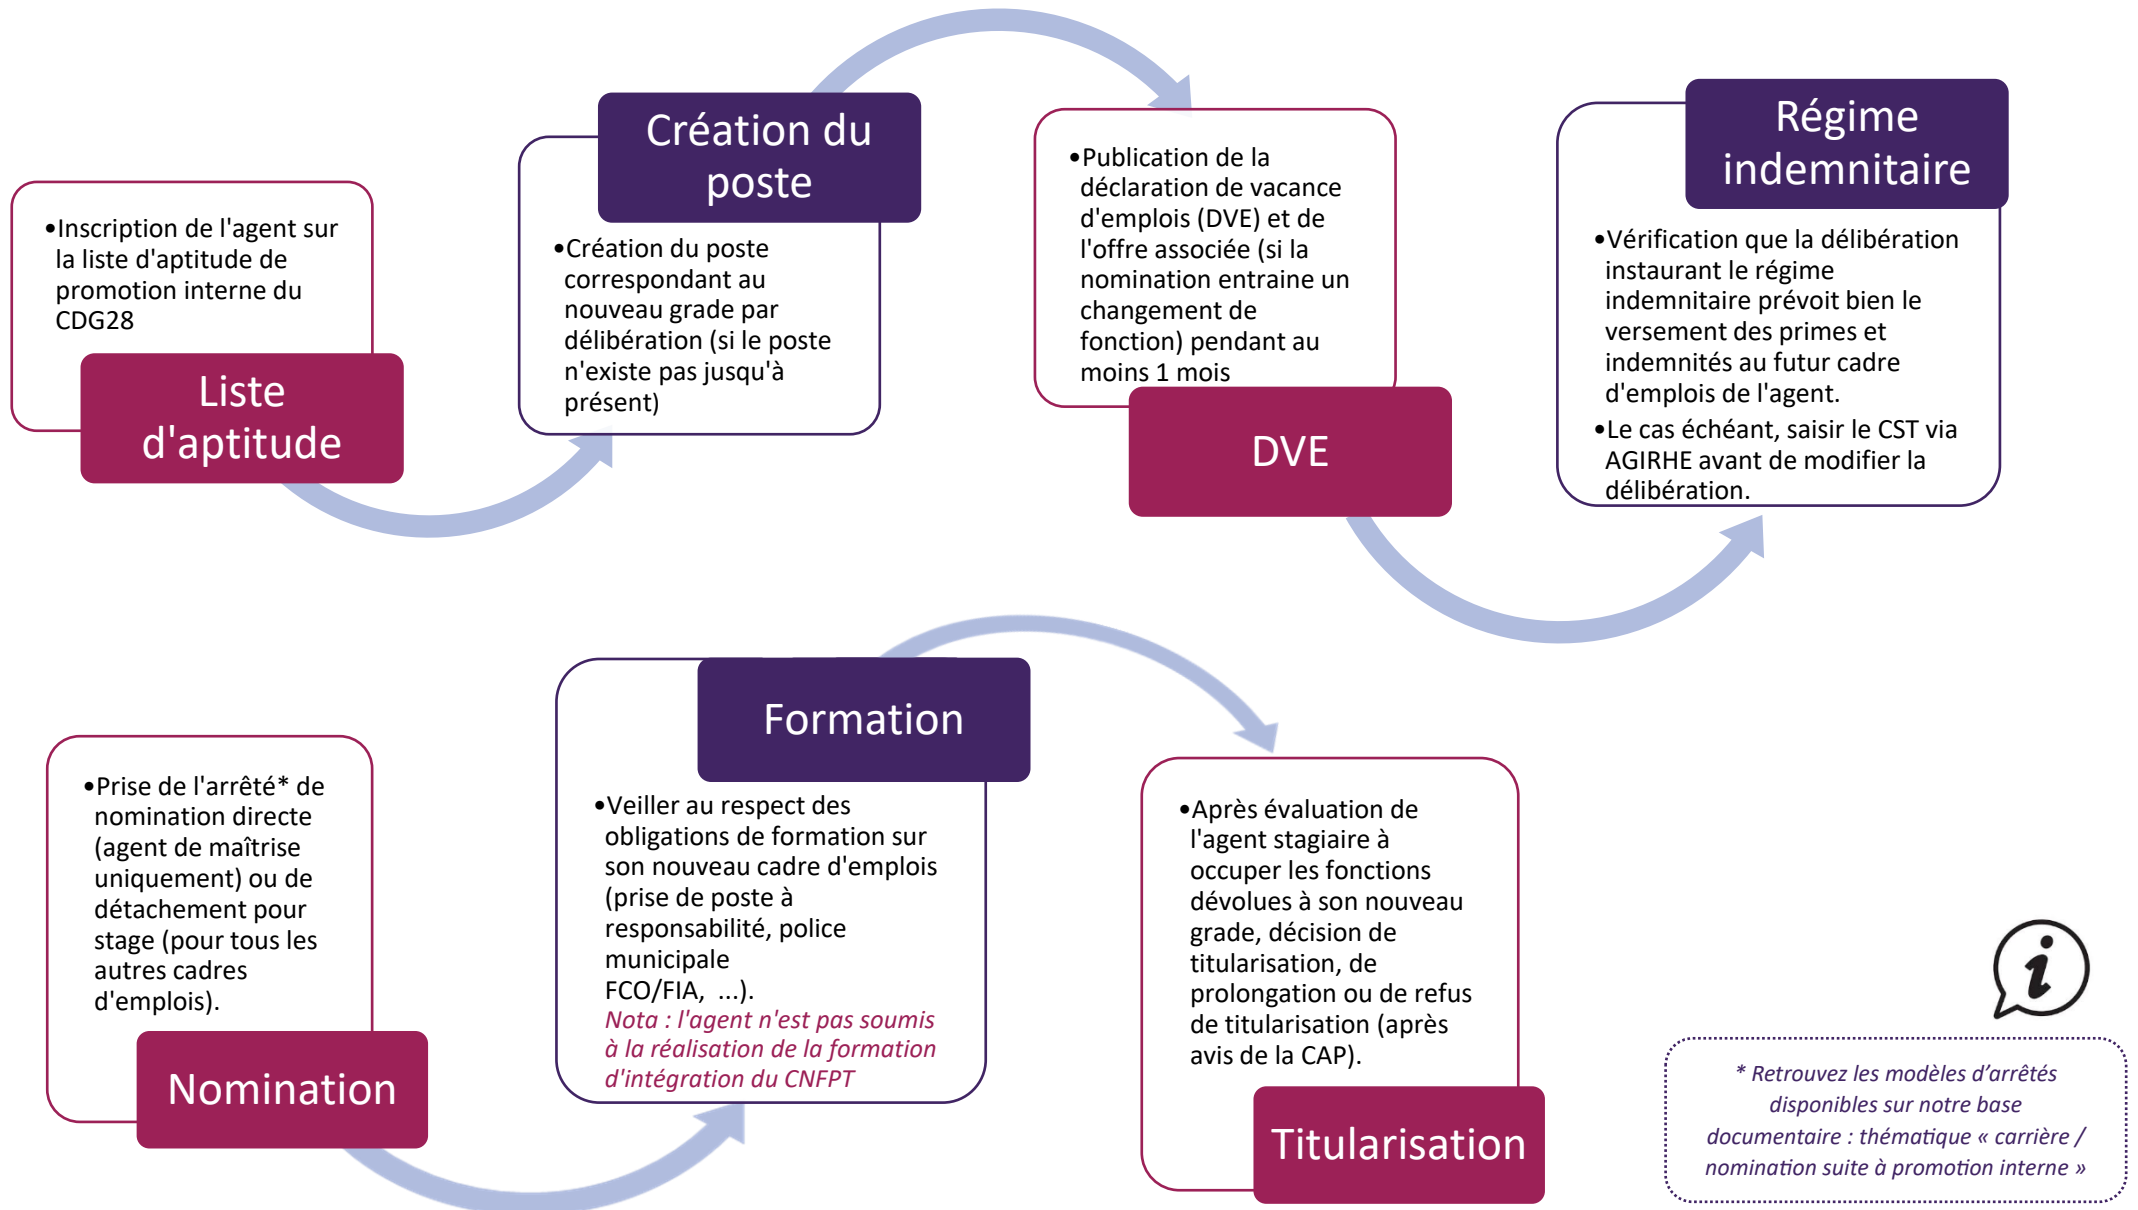 •Inscription de l'agent sur
la liste d'aptitude de
promotion interne du
CDG28
Liste
d'aptitude
Création du
poste
•Création du poste
correspondant au
nouveau grade par
délibération (si le poste
n'existe pas jusqu'à
présent)
•Publication de la
déclaration de vacance
d'emplois (DVE) et de
l'offre associée (si la
nomination entraine un
changement de
fonction) pendant au
moins 1 mois
DVE
Régime
indemnitaire
•Vérification que la délibération
instaurant le régime
indemnitaire prévoit bien le
versement des primes et
indemnités au futur cadre
d'emplois de l'agent.
•Le cas échéant, saisir le CST via
AGIRHE avant de modifier la
délibération.
•Prise de l'arrêté* de
nomination directe
(agent de maîtrise
uniquement) ou de
détachement pour
stage (pour tous les
autres cadres
d'emplois).
Nomination
Formation
•Veiller au respect des
obligations de formation sur
son nouveau cadre d'emplois
(prise de poste à
responsabilité, police
municipale
FCO/FIA, ...).
Nota : l'agent n'est pas soumis
à la réalisation de la formation
d'intégration du CNFPT
•Après évaluation de
l'agent stagiaire à
occuper les fonctions
dévolues à son nouveau
grade, décision de
titularisation, de
prolongation ou de refus
de titularisation (après
avis de la CAP).
Titularisation
i
* Retrouvez les modèles d'arrêtés
disponibles sur notre base
documentaire : thématique « carrière /
nomination suite à promotion interne »